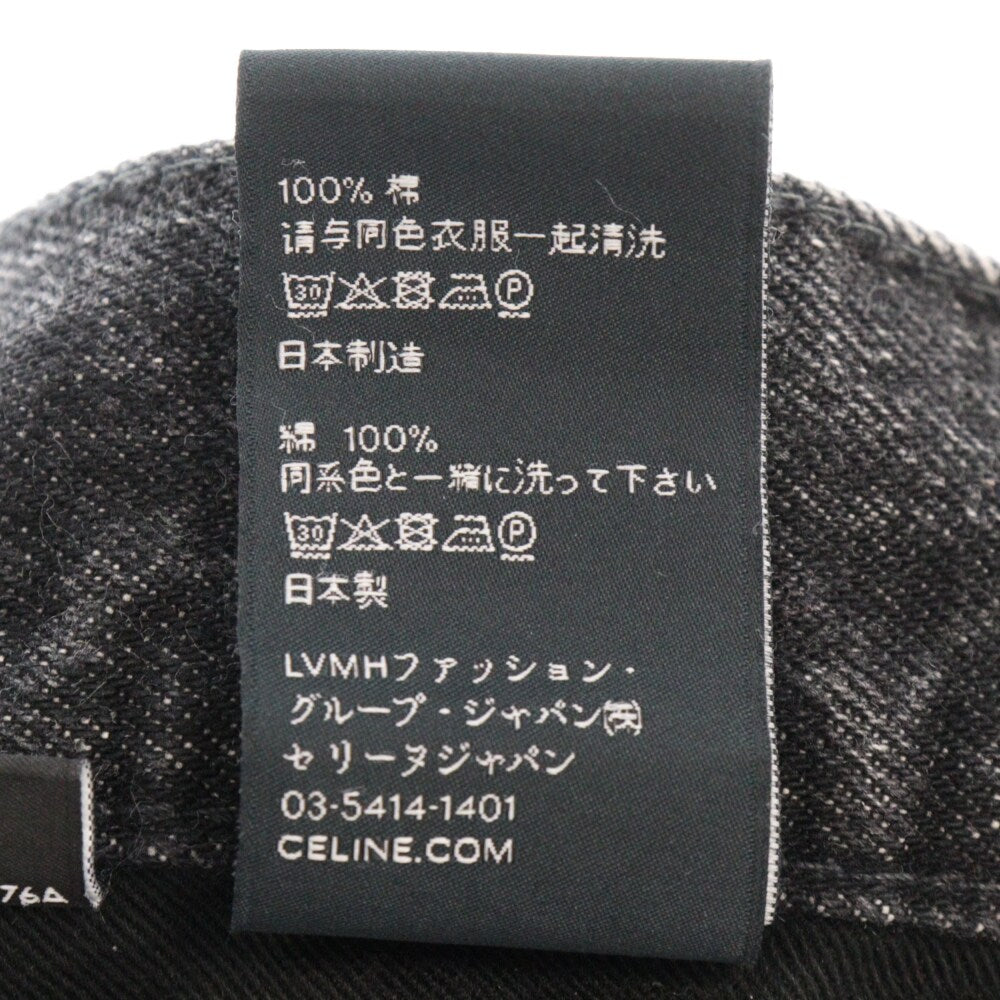 100% 棉
请与同色衣服一起清洗
30 P
日本制造
綿 100%
同系色と一緒に洗って下さい
30 P
日本製
LVMHファッション・
グループ・ジャパン㈱
セリーヌジャパン
03-5414-1401
CELINE.COM
76A